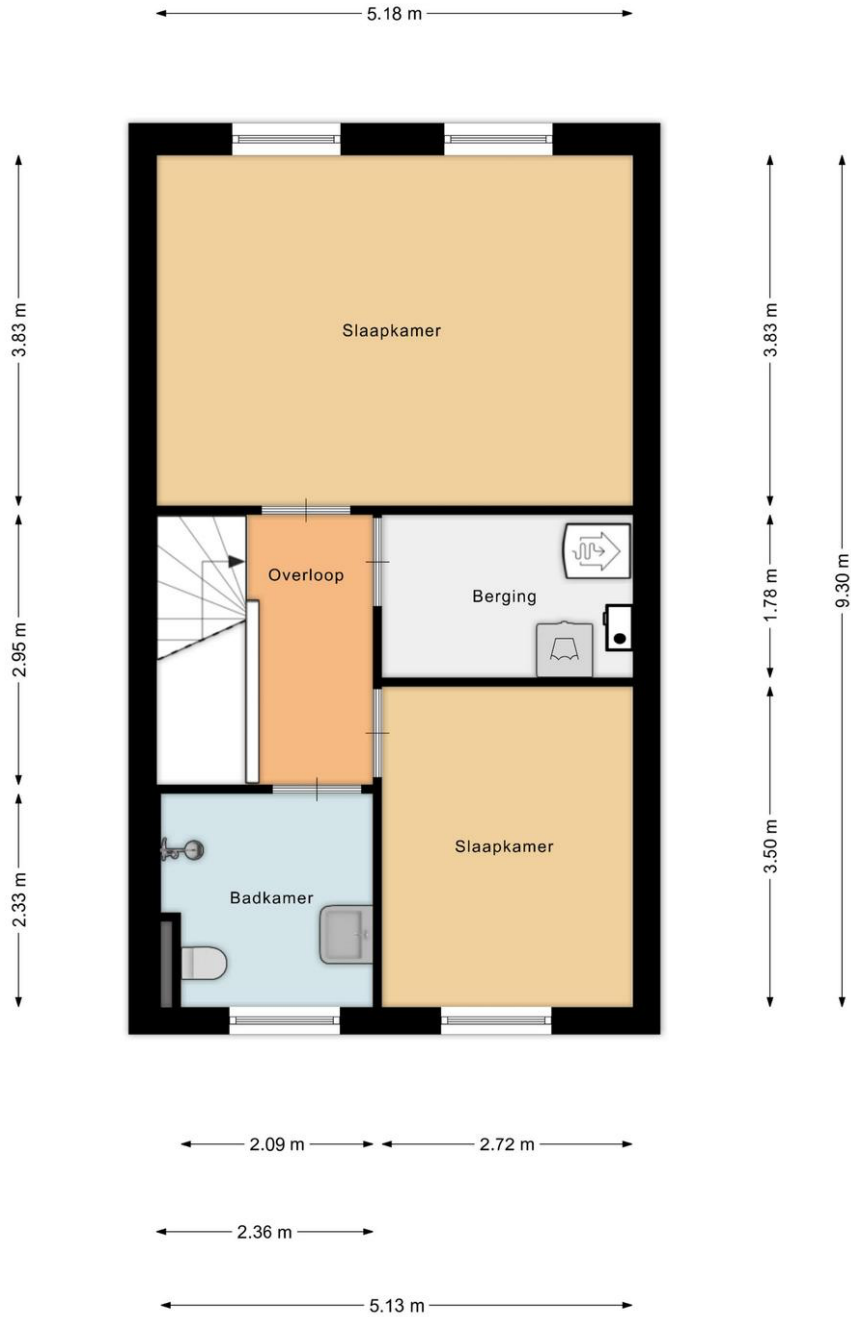 5.18 m
3.83 m
3.83 m
9.30 m
Slaapkamer
Overloop
Berging
1.78 m
2.95 m
Slaapkamer
3.50 m
Badkamer
2.33 m
2.09 m
2.72 m
2.36 m
5.13 m